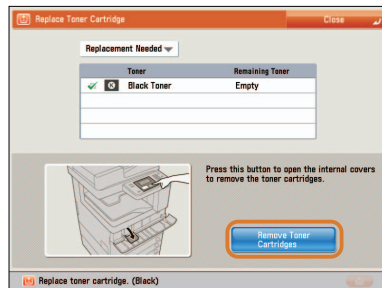 Replace Toner Cartridge
Close
Replacement Needed
Toner Remaining Toner
Black Toner Empty
Press this button to open the internal covers
to remove the toner cartridges.
Remove Toner
Cartridges
Replace toner cartridge. (Black)